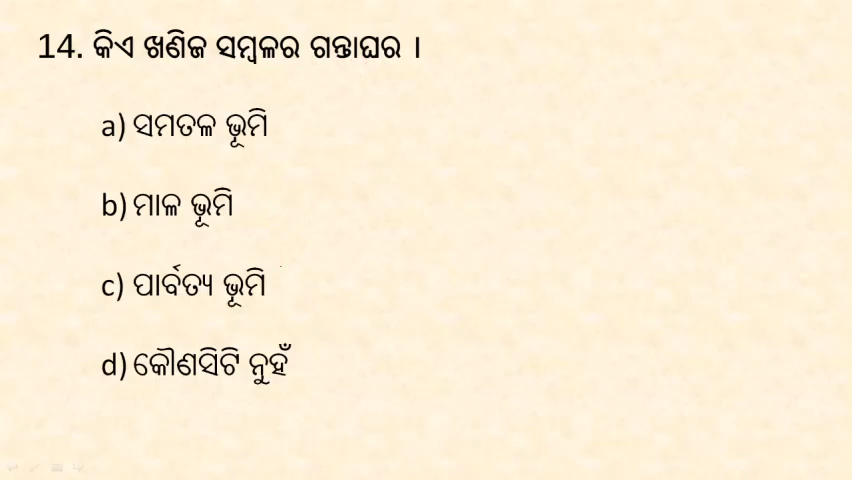 14. କିଏ ଖଣିଜ ସମ୍ବଳର ଗନ୍ତାଘର ।
a) ସମତଳ ଭୂମି
b) ମାଳ ଭୂମି
c) ପାର୍ବତ୍ୟ ଭୂମି
d) କୌଣସିଟି ନୁହଁ